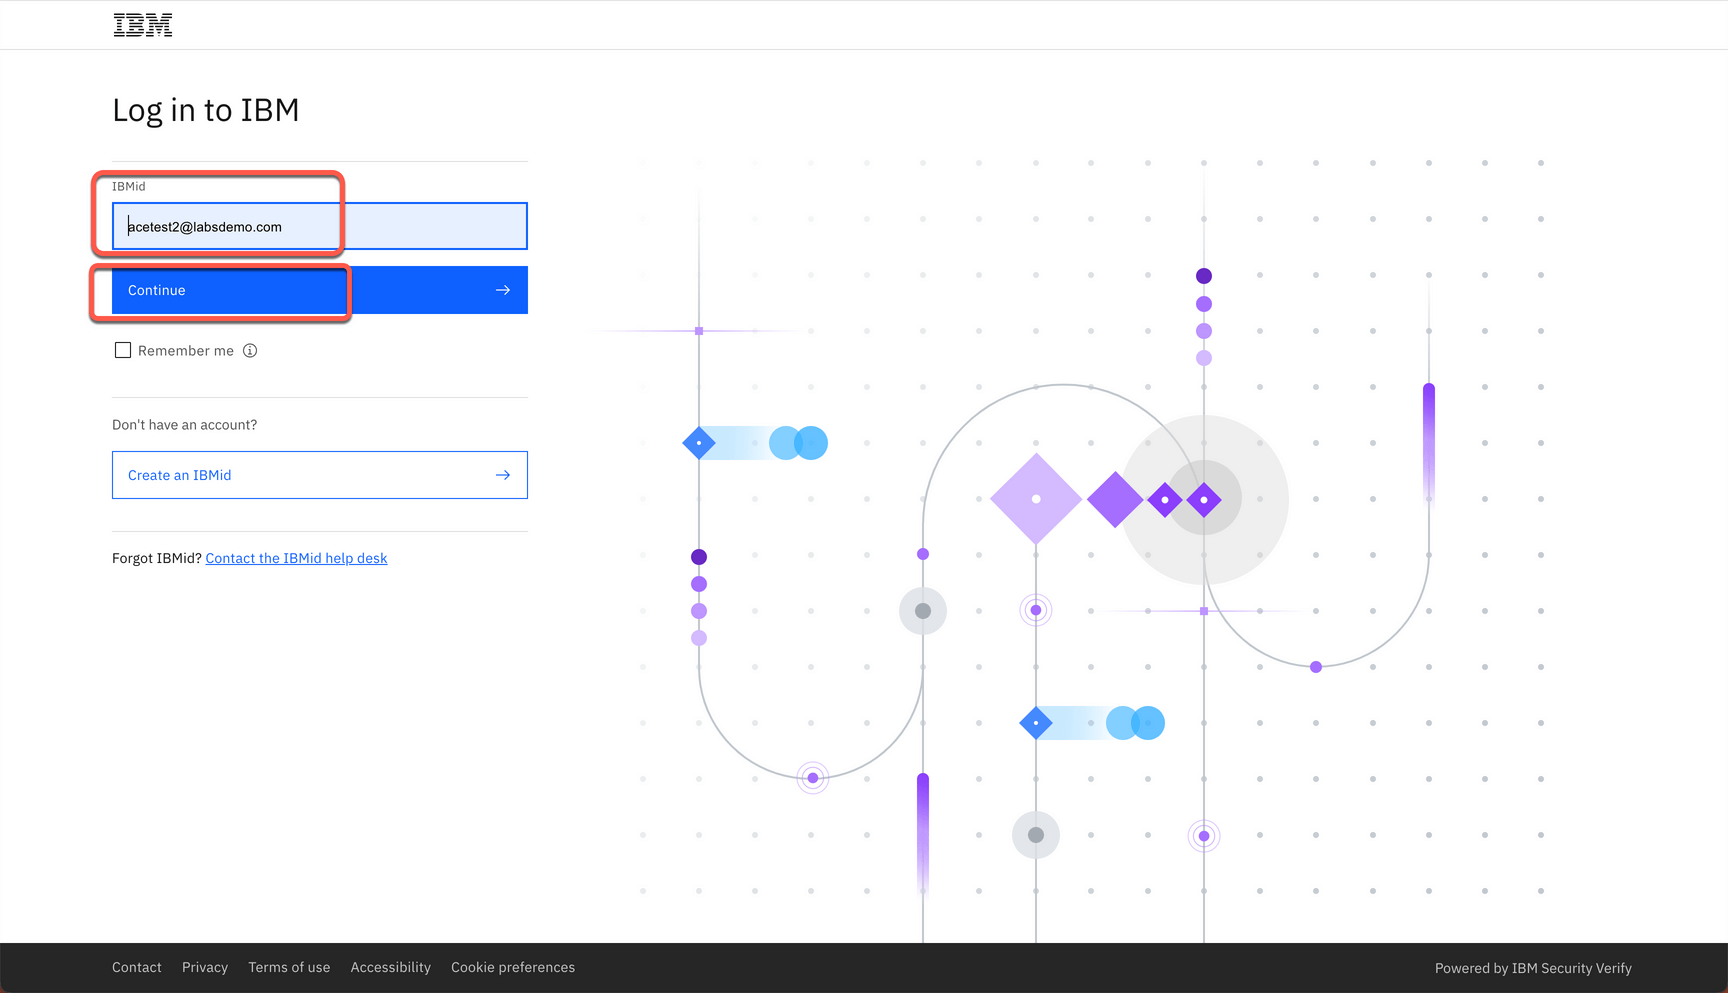 IBM
Log in to IBM
IBMid
acetest2@labsdemo.com
Continue
Remember me
Don't have an account?
Create an IBMid
Forgot IBMid? Contact the IBMid help desk
Contact Privacy Terms of use Accessibility Cookie preferences Powered by IBM Security Verify